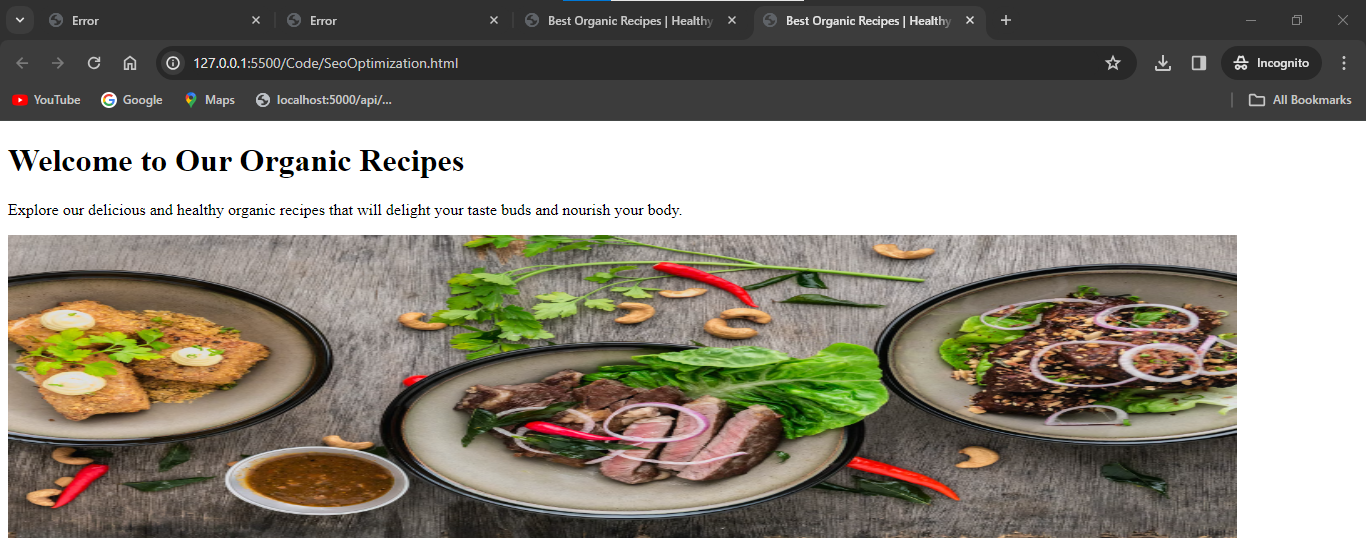 Error
Error
Best Organic Recipes | Healthy
Best Organic Recipes | Healthy
127.0.0.1:5500/Code/SeoOptimization.html
Incognito
YouTube
Google
Maps
localhost:5000/api/...
All Bookmarks
Welcome to Our Organic Recipes
Explore our delicious and healthy organic recipes that will delight your taste buds and nourish your body.